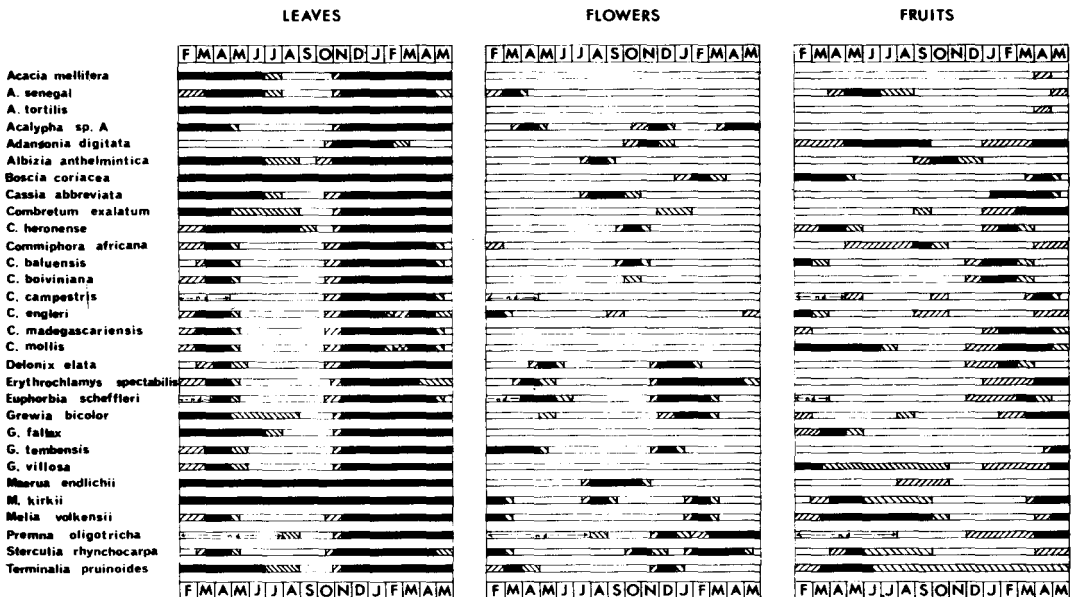 LEAVES FLOWERS FRUITS
F M A M J J A S O N D J F M A M F M A M J J A S O N D J F M A M F M A M J J A S O N D J F M A M
Acacia mellifera
A. senegal
A. tortilis
Acalypha sp. A
Adansonia digitata
Albizia anthelmintica
Boscia coriacea
Cassia abbreviata
Combretum exalatum
C. heronense
Commiphora africana
C. baluensis
C. boiviniana
C. campestris
C. engleri
C. madegascariensis
C. mollis
Delonix elata
Erythrochlamys spectabilis
Euphorbia scheffleri
Grewia bicolor
G. fallax
G. tembensis
G. villosa
Maerua endlichii
M. kirkii
Melia volkensii
Premna oligotricha
Sterculia rhynchocarpa
Terminalia pruinoides
F M A M J J A S O N D J F M A M F M A M J J A S O N D J F M A M F M A M J J A S O N D J F M A M